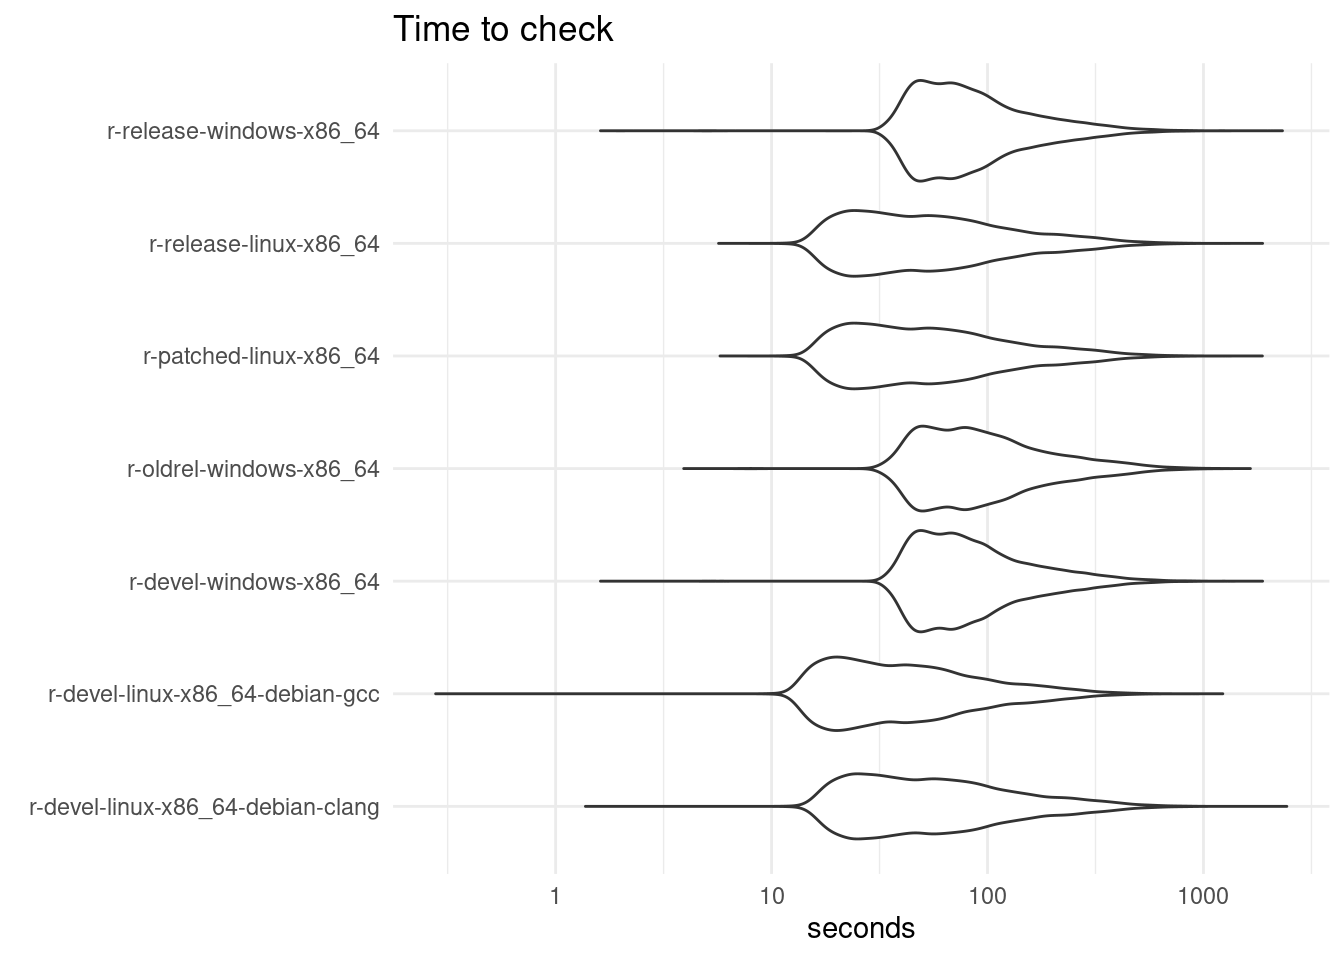 Time to check
r-release-windows-x86_64
r-release-linux-x86_64
r-patched-linux-x86_64
r-oldrel-windows-x86_64
r-devel-windows-x86_64
r-devel-linux-x86_64-debian-gcc
r-devel-linux-x86_64-debian-clang
1 10 100 1000
seconds